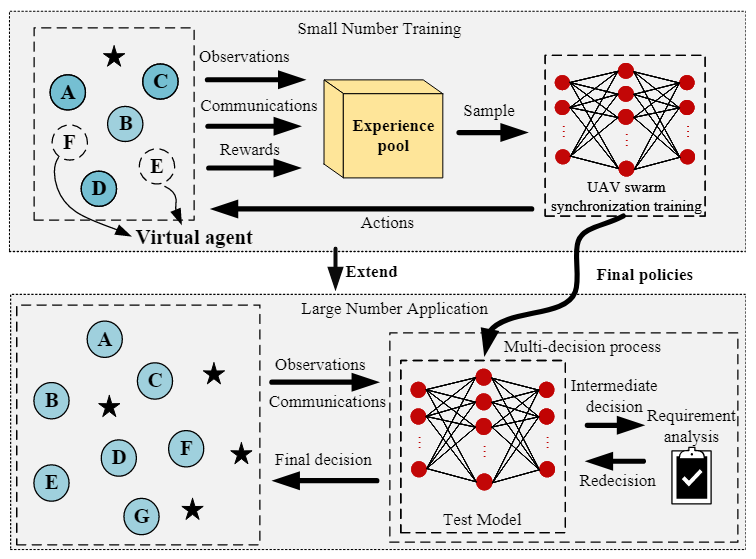 Small Number Training
A
C
B
F
E
D
Virtual agent
Observations
Communications
Rewards
Experience
pool
Sample
UAV swarm
synchronization training
Actions
Extend
Final policies
Large Number Application
A
C
B
D
F
E
G
Observations
Communications
Final decision
Multi-decision process
Test Model
Intermediate
decision
Requirement
analysis
Redecision